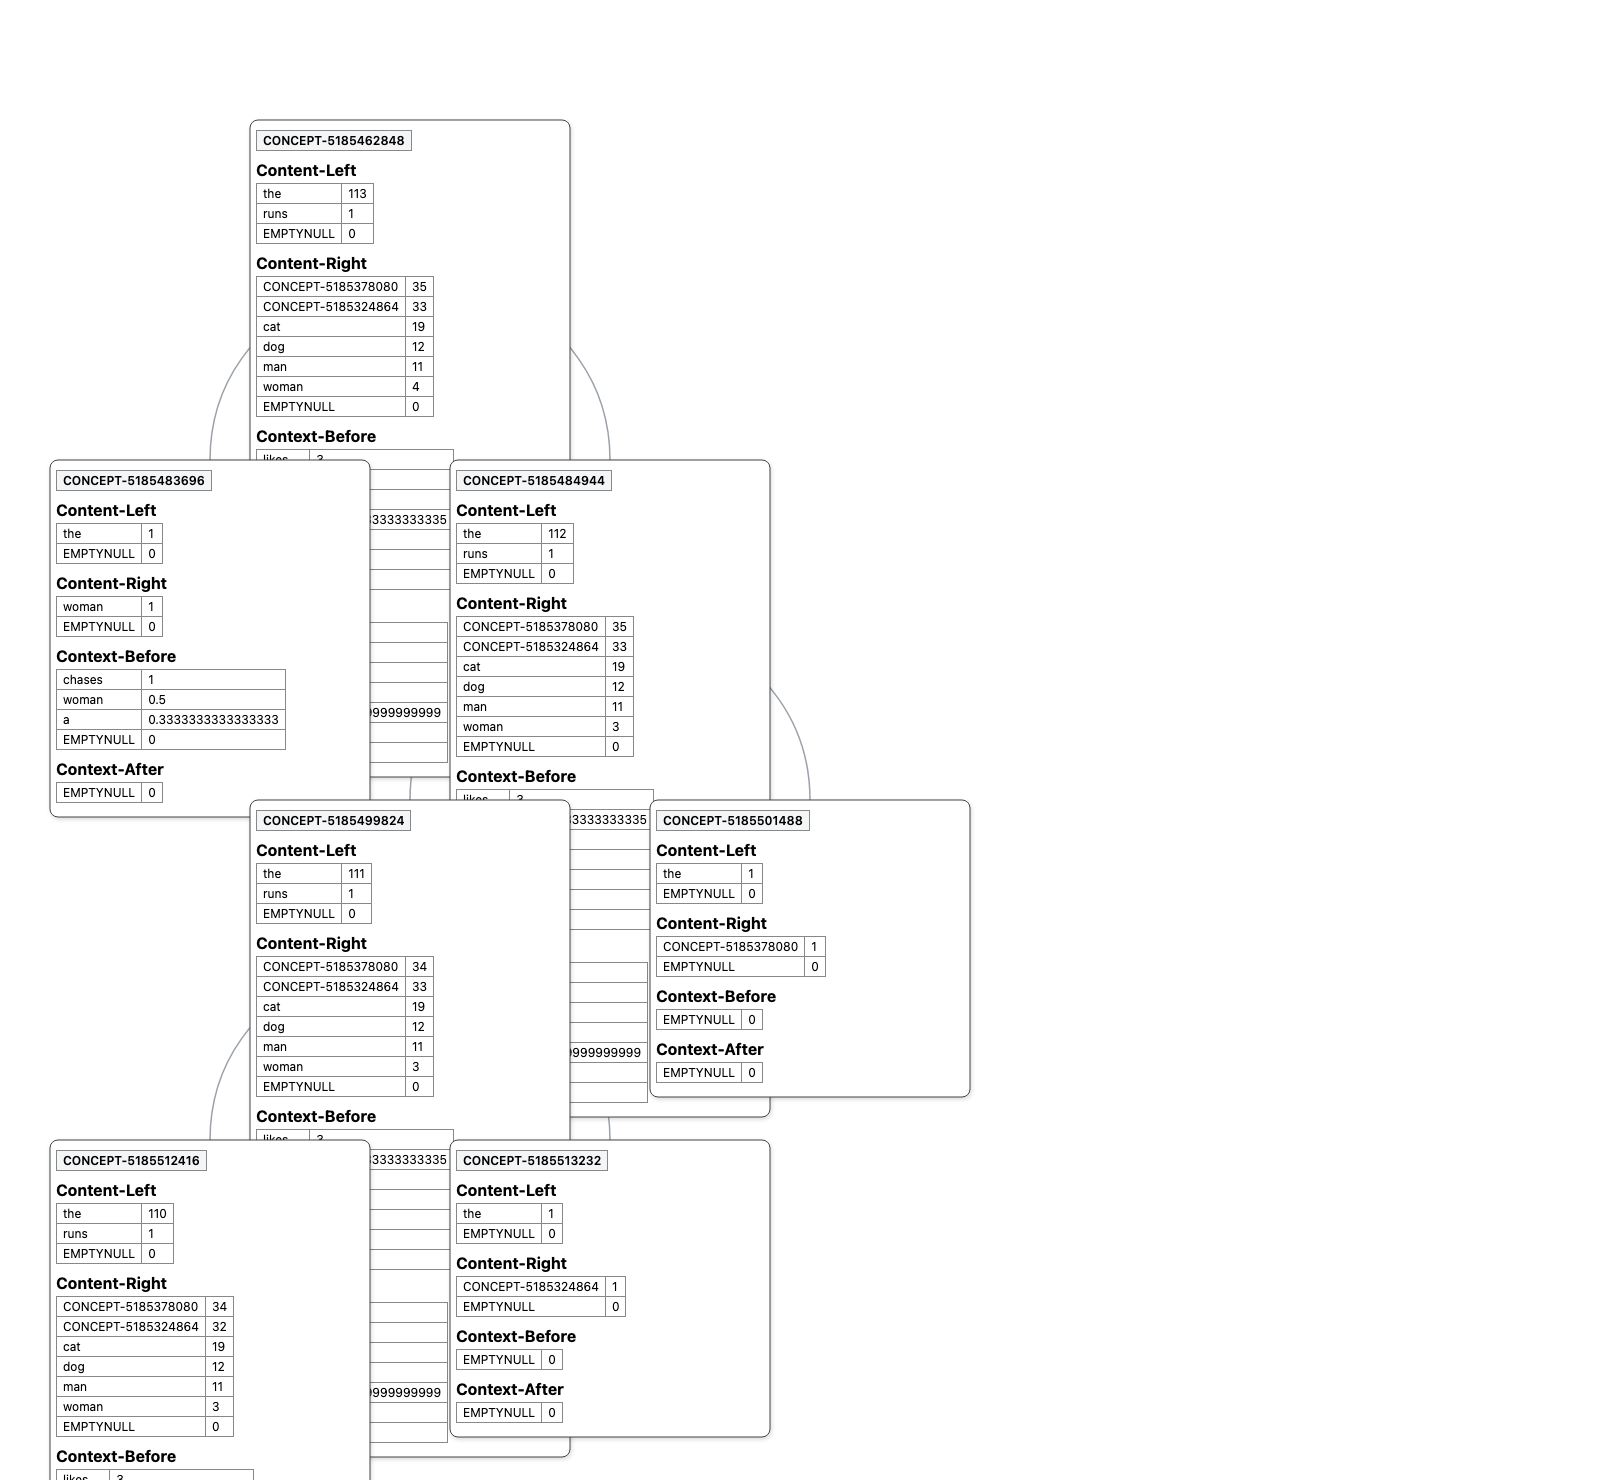 CONCEPT-5185462848
Content-Left
the 113
runs 1
EMPTYNULL 0
Content-Right
CONCEPT-5185378080 35
CONCEPT-5185324864 33
cat 19
dog 12
man 11
woman 4
EMPTYNULL 0
Context-Before
likes 3
3333333335
9999999999
CONCEPT-5185483696
Content-Left
the 1
EMPTYNULL 0
Content-Right
woman 1
EMPTYNULL 0
Context-Before
chases 1
woman 0.5
a 0.3333333333333333
EMPTYNULL 0
Context-After
EMPTYNULL 0
CONCEPT-5185484944
Content-Left
the 112
runs 1
EMPTYNULL 0
Content-Right
CONCEPT-5185378080 35
CONCEPT-5185324864 33
cat 19
dog 12
man 11
woman 3
EMPTYNULL 0
Context-Before
likes 3
3333333335
9999999999
CONCEPT-5185499824
Content-Left
the 111
runs 1
EMPTYNULL 0
Content-Right
CONCEPT-5185378080 34
CONCEPT-5185324864 33
cat 19
dog 12
man 11
woman 3
EMPTYNULL 0
Context-Before
likes 3
3333333335
9999999999
CONCEPT-5185501488
Content-Left
the 1
EMPTYNULL 0
Content-Right
CONCEPT-5185378080 1
EMPTYNULL 0
Context-Before
EMPTYNULL 0
Context-After
EMPTYNULL 0
CONCEPT-5185512416
Content-Left
the 110
runs 1
EMPTYNULL 0
Content-Right
CONCEPT-5185378080 34
CONCEPT-5185324864 32
cat 19
dog 12
man 11
woman 3
EMPTYNULL 0
Context-Before
likes 3
CONCEPT-5185513232
Content-Left
the 1
EMPTYNULL 0
Content-Right
CONCEPT-5185324864 1
EMPTYNULL 0
Context-Before
EMPTYNULL 0
Context-After
EMPTYNULL 0